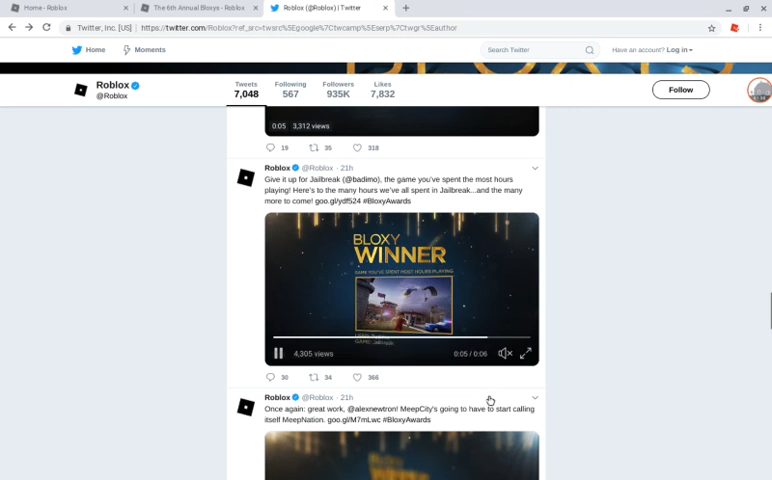 Home - Roblox
The 6th Annual Bloxys - Roblox
Roblox (@Roblox) | Twitter
Twitter, Inc. [US]
https://twitter.com/Roblox?ref_src=twsrc%5Egoogle%7Ctwcamp%5Eserp%7Ctwgr%5Eauthor
Home
Moments
Search Twitter
Have an account? Log in
Roblox
@Roblox
Tweets
7,048
Following
567
Followers
935K
Likes
7,832
Follow
0:05
3,312 views
19
35
318
Roblox @Roblox · 21h
Give it up for Jailbreak (@badimo), the game you've spent the most hours
playing! Here's to the many hours we've all spent in Jailbreak...and the many
more to come! goo.gl/ydf524 #BloxyAwards
BLOXY
WINNER
GAME YOU'VE SPENT MOST HOURS PLAYING
4,305 views
0:05 / 0:06
30
34
366
Roblox @Roblox · 21h
Once again: great work, @alexnewtron! MeepCity's going to have to start calling
itself MeepNation. goo.gl/M7mLwc #BloxyAwards